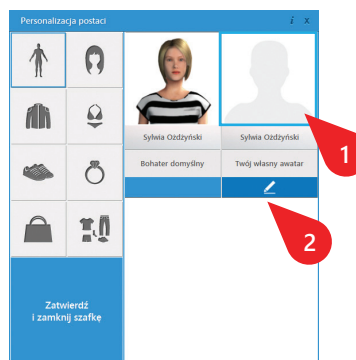 Personalizacja postaci
i x
Sylwia Ożdżyński
Sylwia Ożdżyński
Bohater domyślny
Twój własny awatar
1
2
Zatwierdź
i zamknij szafkę